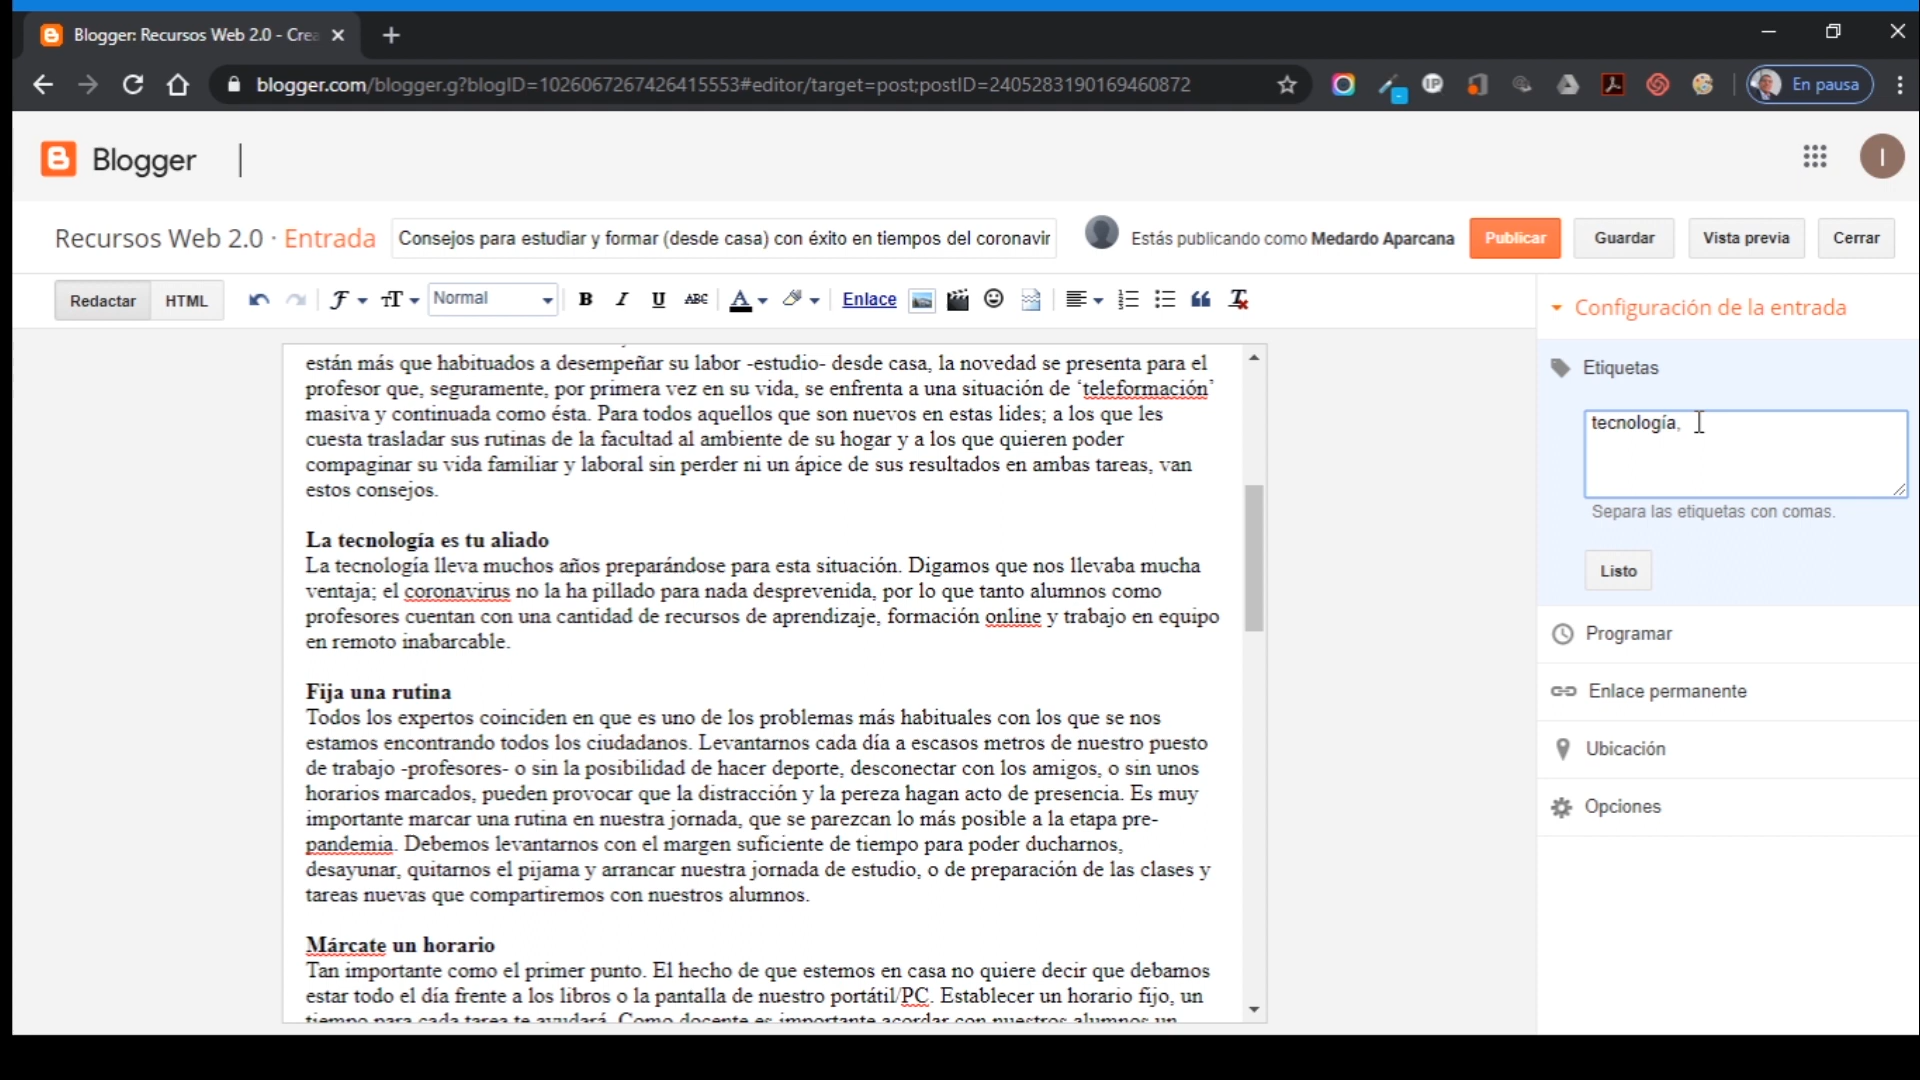 Blogger: Recursos Web 2.0 - Crea
blogger.com/blogger.g?blogID=1026067267426415553#editor/target=post;postID=2405283190169460872
En pausa
Blogger
I
Recursos Web 2.0 · Entrada
Consejos para estudiar y formar (desde casa) con éxito en tiempos del coronavir
Estás publicando como Medardo Aparcana
Publicar
Guardar
Vista previa
Cerrar
Redactar
HTML
Normal
B I U ABC A
Enlace
están más que habituados a desempeñar su labor -estudio- desde casa, la novedad se presenta para el
profesor que, seguramente, por primera vez en su vida, se enfrenta a una situación de ‘teleformación’
masiva y continuada como ésta. Para todos aquellos que son nuevos en estas lides; a los que les
cuesta trasladar sus rutinas de la facultad al ambiente de su hogar y a los que quieren poder
compaginar su vida familiar y laboral sin perder ni un ápice de sus resultados en ambas tareas, van
estos consejos.
La tecnología es tu aliado
La tecnología lleva muchos años preparándose para esta situación. Digamos que nos llevaba mucha
ventaja; el coronavirus no la ha pillado para nada desprevenida, por lo que tanto alumnos como
profesores cuentan con una cantidad de recursos de aprendizaje, formación online y trabajo en equipo
en remoto inabarcable.
Fija una rutina
Todos los expertos coinciden en que es uno de los problemas más habituales con los que se nos
estamos encontrando todos los ciudadanos. Levantarnos cada día a escasos metros de nuestro puesto
de trabajo -profesores- o sin la posibilidad de hacer deporte, desconectar con los amigos, o sin unos
horarios marcados, pueden provocar que la distracción y la pereza hagan acto de presencia. Es muy
importante marcar una rutina en nuestra jornada, que se parezcan lo más posible a la etapa pre-
pandemia. Debemos levantarnos con el margen suficiente de tiempo para poder ducharnos,
desayunar, quitarnos el pijama y arrancar nuestra jornada de estudio, o de preparación de las clases y
tareas nuevas que compartiremos con nuestros alumnos.
Márcate un horario
Tan importante como el primer punto. El hecho de que estemos en casa no quiere decir que debamos
estar todo el día frente a los libros o la pantalla de nuestro portátil/PC. Establecer un horario fijo, un
tiempo para cada tarea te ayudará. Como docente es importante acordar con nuestros alumnos un
Configuración de la entrada
Etiquetas
tecnología,
Separa las etiquetas con comas.
Listo
Programar
Enlace permanente
Ubicación
Opciones